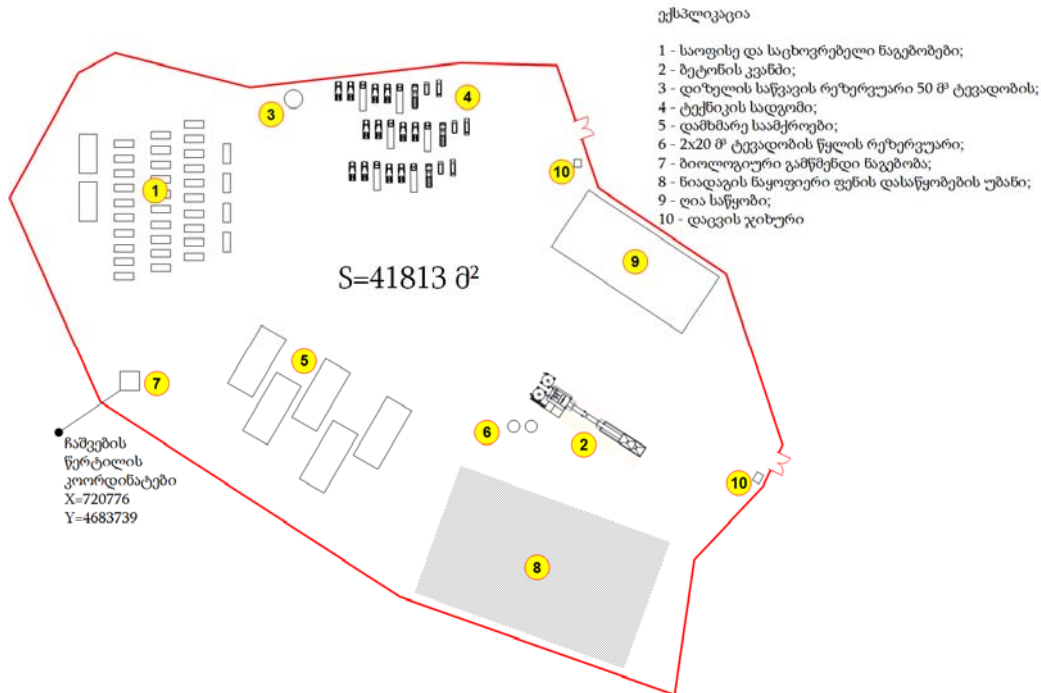 ექსპლიკაცია
1 - საოფისე და საცხოვრებელი ნაგებობები;
2 - ბეტონის კვანძი;
3 - დიზელის საწვავის რეზერვუარი 50 მ³ ტევადობის;
4 - ტექნიკის სადგომი;
5 - დამხმარე საამქროები;
6 - 2x20 მ³ ტევადობის წყლის რეზერვუარი;
7 - ბიოლოგიური გამწმენდი ნაგებობა;
8 - ნიადაგის ნაყოფიერი ფენის დასაწყობების უბანი;
9 - ღია საწყობი;
10 - დაცვის ჯიხური
3
4
10
1
9
S=41813 მ²
5
7
6
2
ჩაშვების
წერტილის
კოორდინატები
X=720776
Y=4683739
10
8